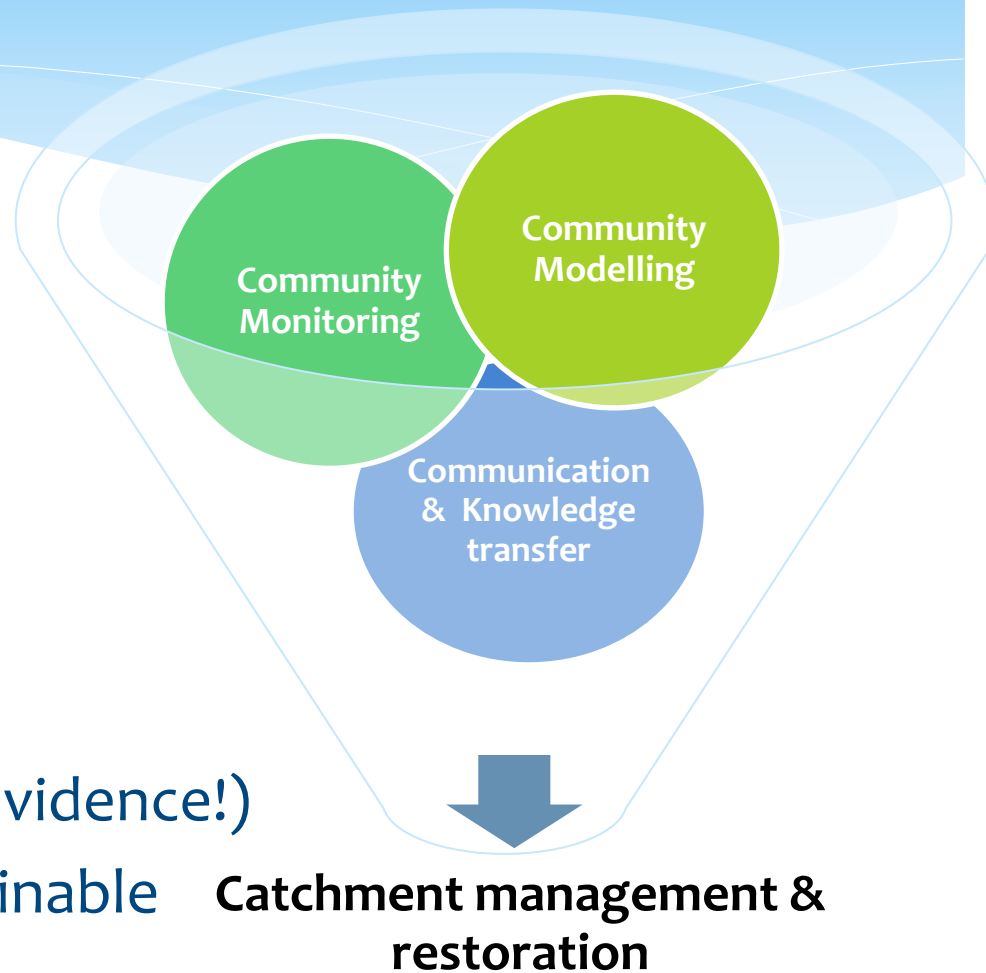 Community
Modelling
Community
Monitoring
Communication
& Knowledge
transfer
vidence!)
inable
Catchment management &
restoration